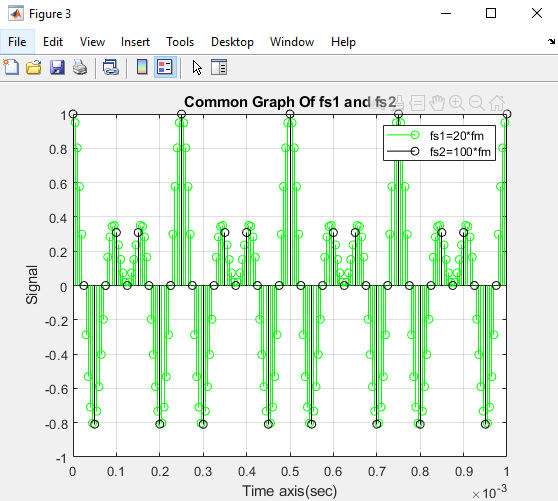 Figure 3
File Edit View Insert Tools Desktop Window Help
Common Graph Of fs1 and fs2
fs1=20*fm
fs2=100*fm
1
0.8
0.6
0.4
0.2
0
-0.2
-0.4
-0.6
-0.8
-1
Signal
0 0.1 0.2 0.3 0.4 0.5 0.6 0.7 0.8 0.9 1
Time axis(sec)
×10⁻³